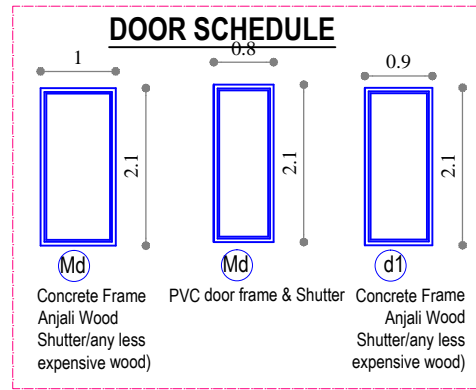 DOOR SCHEDULE
1
0.8
0.9
2.1
2.1
2.1
Md
Md
d1
Concrete Frame
Anjali Wood
Shutter/any less
expensive wood)
PVC door frame & Shutter
Concrete Frame
Anjali Wood
Shutter/any less
expensive wood)